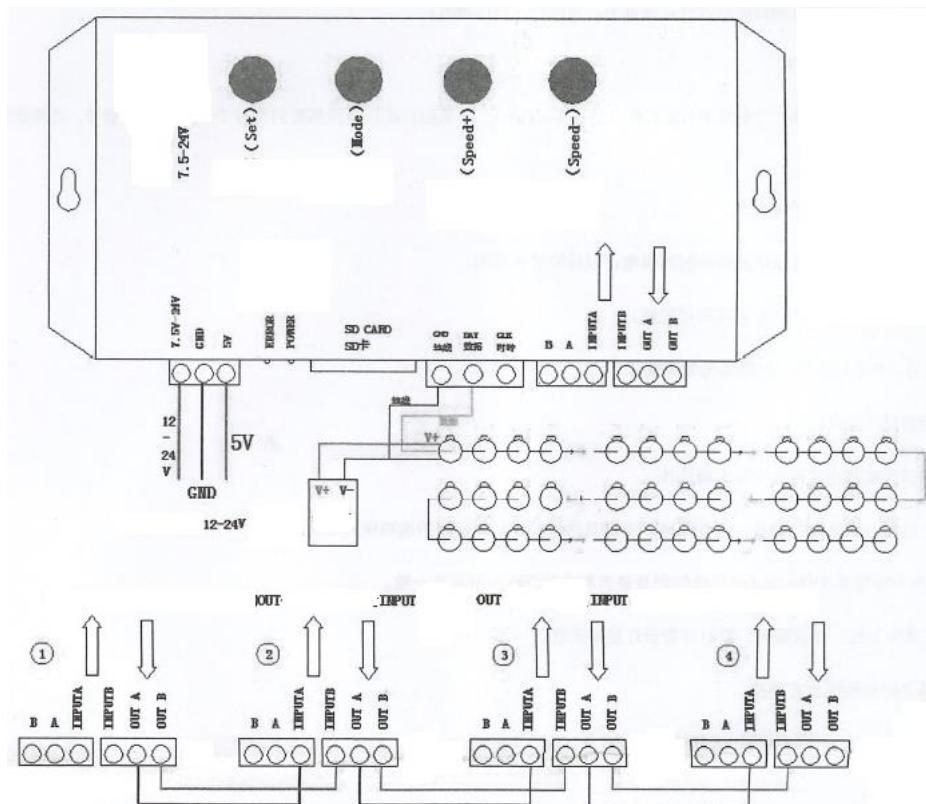 (Set)
(Mode)
(Speed+)
(Speed-)
7.5-24V
7.5V-24V
GND
5V
ERROR
POWER
SD CARD
SD卡
GND
DAT
CLK
地线
数据
时钟
B
A
INPUTA
INPUTB
OUT A
OUT B
12
-
24
V
5V
GND
12-24V
地线
V+
V+ V-
OUT
INPUT
OUT
INPUT
1
2
3
4
B
A
INPUTA
INPUTB
OUT A
OUT B
B
A
INPUTA
INPUTB
OUT A
OUT B
B
A
INPUTA
INPUTB
OUT A
OUT B
B
A
INPUTA
INPUTB
OUT A
OUT B